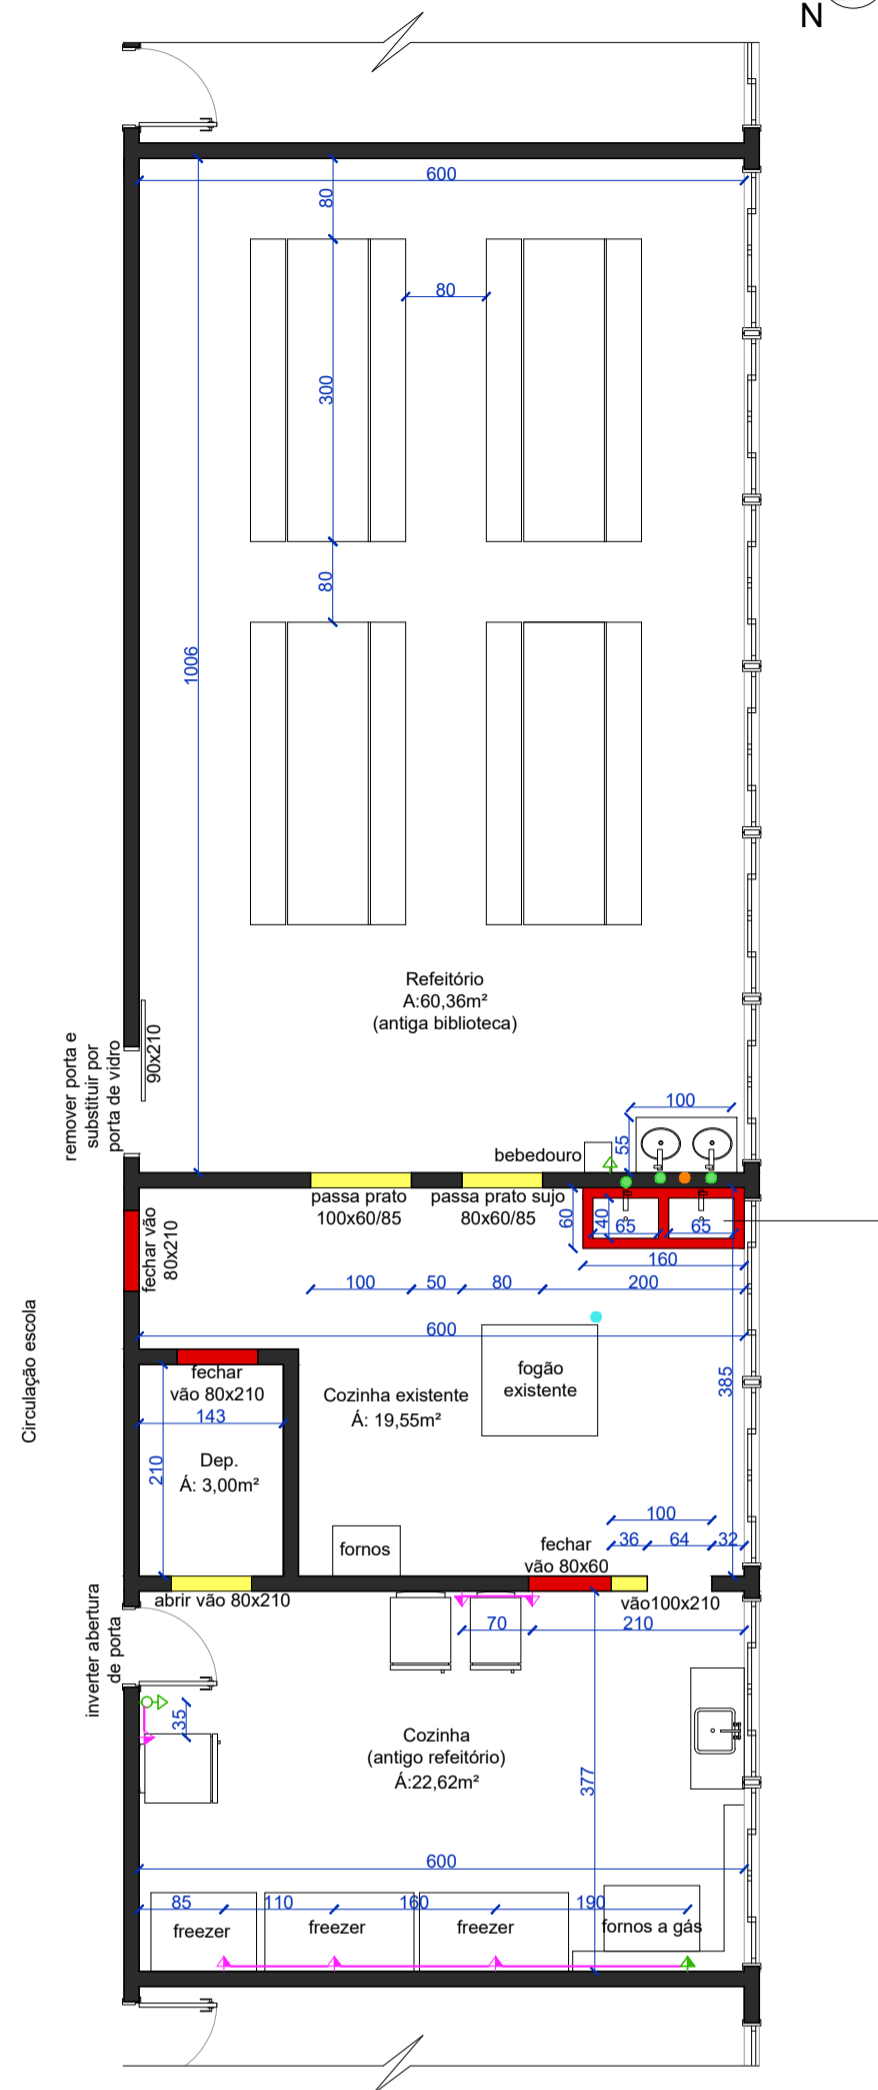 N
600
80
80
300
80
1006
Refeitório
A:60,36m²
(antiga biblioteca)
remover porta e
substituir por
porta de vidro
90x210
100
55
bebedouro
passa prato
100x60/85
passa prato sujo
80x60/85
60
40
65
65
160
fechar vão
80x210
100
50
80
200
600
385
Circulação escola
fechar
vão 80x210
143
210
Dep.
Á: 3,00m²
Cozinha existente
Á: 19,55m²
fogão
existente
fornos
100
36
64
32
fechar
vão 80x60
abrir vão 80x210
vão100x210
inverter abertura
de porta
70
210
35
Cozinha
(antigo refeitório)
Á:22,62m²
377
600
85
110
160
190
freezer
freezer
freezer
fornos a gás